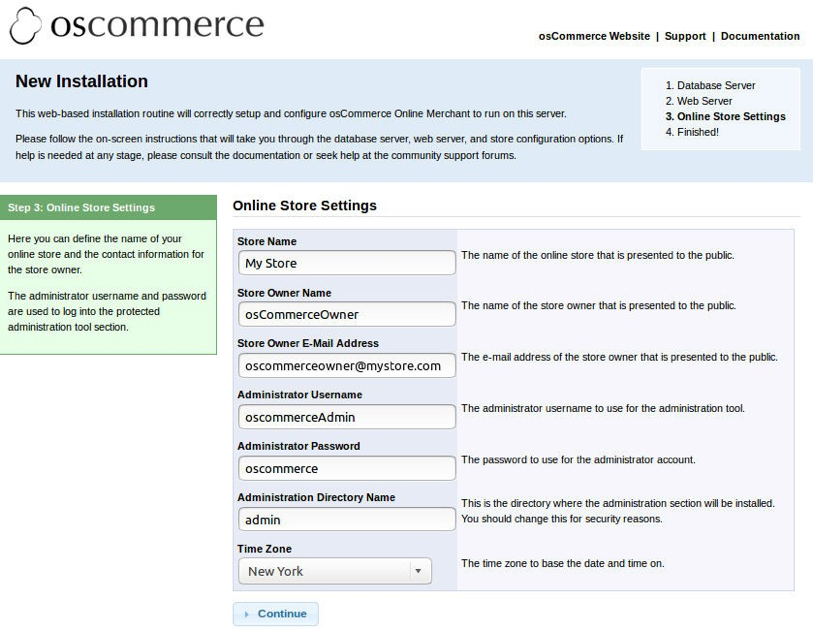 oscommerce
osCommerce Website | Support | Documentation
New Installation
This web-based installation routine will correctly setup and configure osCommerce Online Merchant to run on this server.
Please follow the on-screen instructions that will take you through the database server, web server, and store configuration options. If
help is needed at any stage, please consult the documentation or seek help at the community support forums.
1. Database Server
2. Web Server
3. Online Store Settings
4. Finished!
Step 3: Online Store Settings
Here you can define the name of your
online store and the contact information for
the store owner.
The administrator username and password
are used to log into the protected
administration tool section.
Online Store Settings
Store Name
My Store
The name of the online store that is presented to the public.
Store Owner Name
osCommerceOwner
The name of the store owner that is presented to the public.
Store Owner E-Mail Address
oscommerceowner@mystore.com
The e-mail address of the store owner that is presented to the public.
Administrator Username
oscommerceAdmin
The administrator username to use for the administration tool.
Administrator Password
oscommerce
The password to use for the administrator account.
Administration Directory Name
admin
This is the directory where the administration section will be installed.
You should change this for security reasons.
Time Zone
New York
The time zone to base the date and time on.
Continue